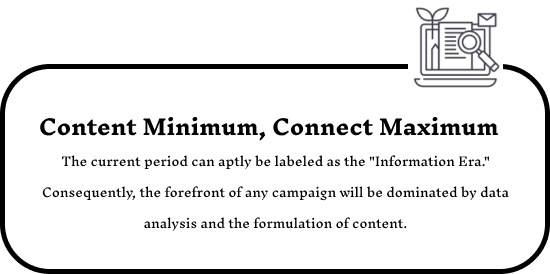 Content Minimum, Connect Maximum
The current period can aptly be labeled as the "Information Era."
Consequently, the forefront of any campaign will be dominated by data
analysis and the formulation of content.